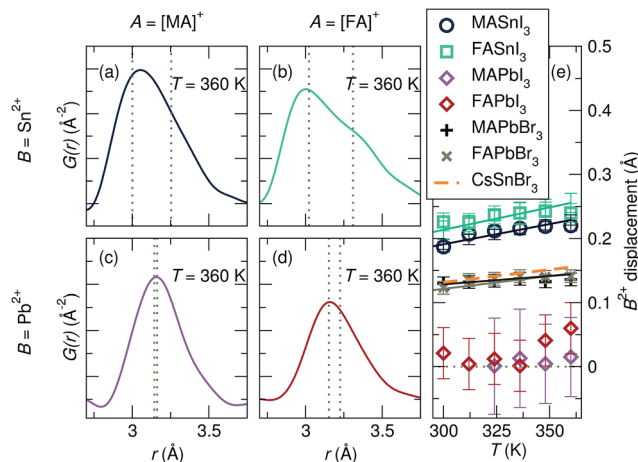 A = [MA]⁺
A = [FA]⁺
B = Sn²⁺
B = Pb²⁺
(a)
T = 360 K
G(r) (Å⁻²)
(b)
T = 360 K
(c)
T = 360 K
G(r) (Å⁻²)
3
3.5
r (Å)
(d)
T = 360 K
3
3.5
r (Å)
MASnI₃
FASnI₃
MAPbI₃
FAPbI₃
MAPbBr₃
FAPbBr₃
CsSnBr₃
(e)
0.5
0.4
0.3
0.2
0.1
0
B²⁺ displacement (Å)
300
325
350
T (K)